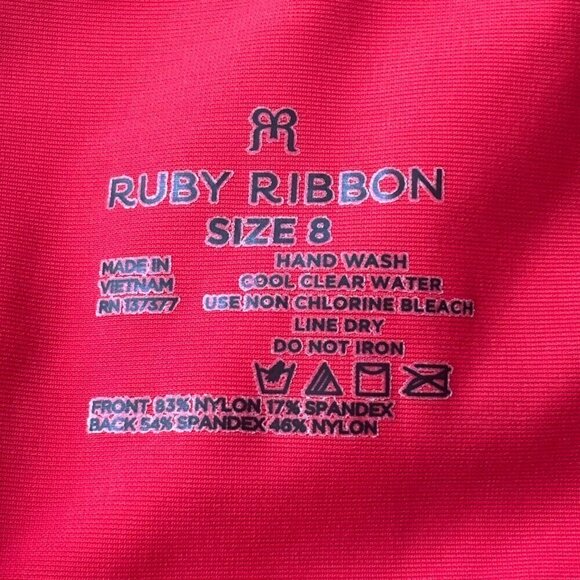 RUBY RIBBON
SIZE 8
MADE IN
VIETNAM
RN 137377
HAND WASH
COOL CLEAR WATER
USE NON CHLORINE BLEACH
LINE DRY
DO NOT IRON
FRONT 83% NYLON 17% SPANDEX
BACK 54% SPANDEX 46% NYLON